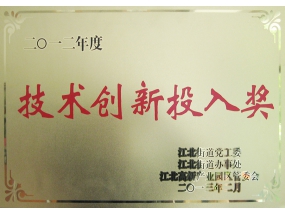 二〇一二年度
技术创新投入奖
江北街道党工委
江北街道办事处
江北高新产业园区管委会
二〇一三年二月